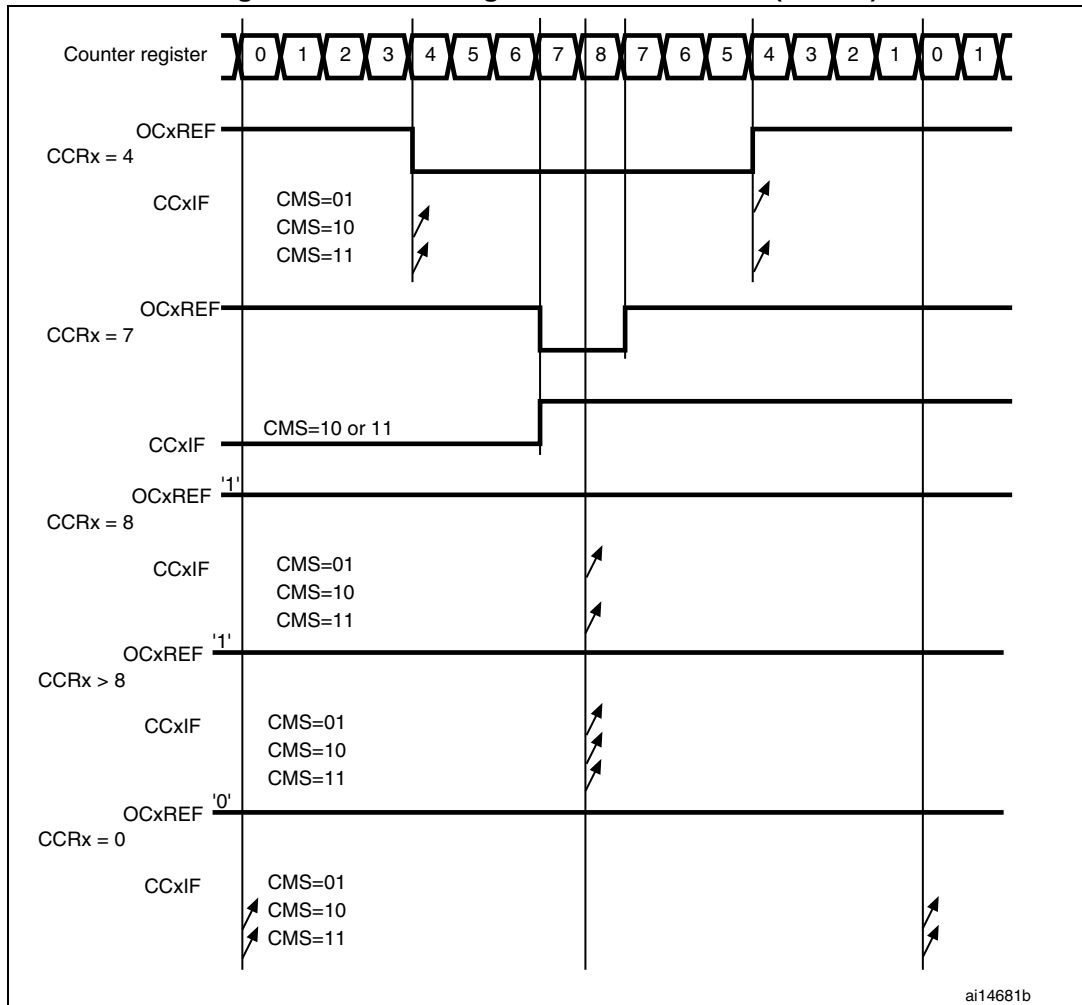 Counter register 0 1 2 3 4 5 6 7 8 7 6 5 4 3 2 1 0 1
OCxREF
CCRx = 4
CCxIF
CMS=01
CMS=10
CMS=11
OCxREF
CCRx = 7
CMS=10 or 11
CCxIF
'1'
OCxREF
CCRx = 8
CCxIF
CMS=01
CMS=10
CMS=11
'1'
OCxREF
CCRx > 8
CCxIF
CMS=01
CMS=10
CMS=11
'0'
OCxREF
CCRx = 0
CCxIF
CMS=01
CMS=10
CMS=11
ai14681b